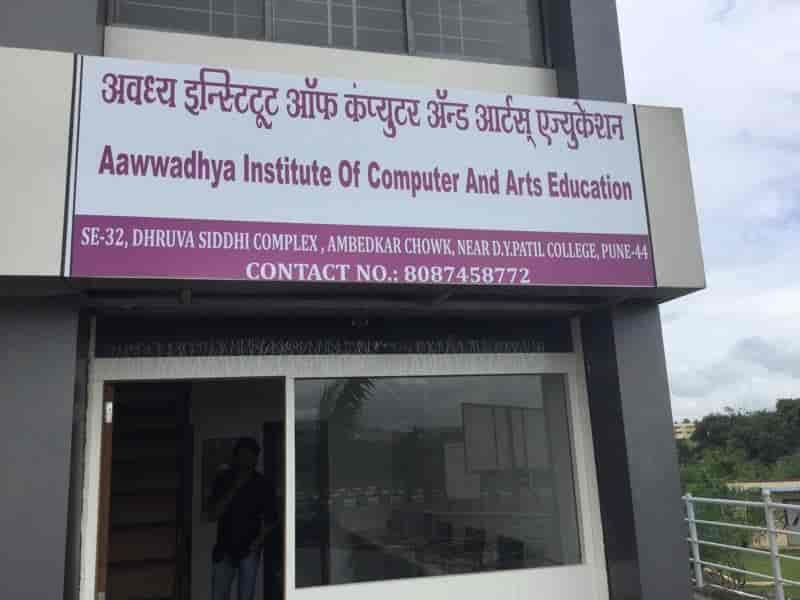 अवध्य इन्स्टिटूट ऑफ कंप्युटर ॲन्ड आर्टस् एज्युकेशन
Aawwadhya Institute Of Computer And Arts Education
SE-32, DHRUVA SIDDHI COMPLEX , AMBEDKAR CHOWK, NEAR D.Y.PATIL COLLEGE, PUNE-44
CONTACT NO.: 8087458772